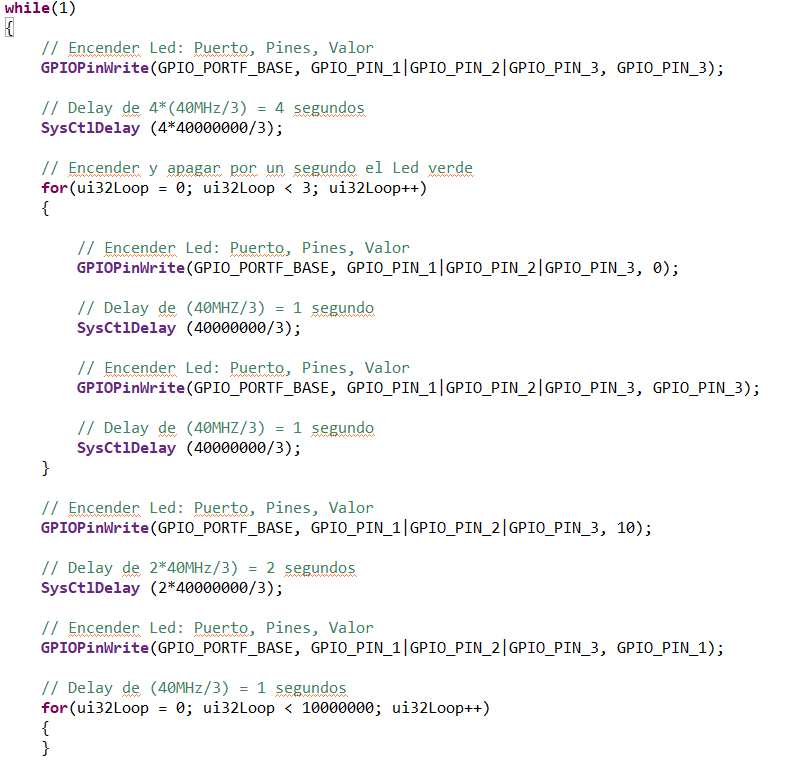 while(1)
{
    // Encender Led: Puerto, Pines, Valor
    GPIOPinWrite(GPIO_PORTF_BASE, GPIO_PIN_1|GPIO_PIN_2|GPIO_PIN_3, GPIO_PIN_3);
    // Delay de 4*(40MHz/3) = 4 segundos
    SysCtlDelay (4*40000000/3);
    // Encender y apagar por un segundo el Led verde
    for(ui32Loop = 0; ui32Loop < 3; ui32Loop++)
    {
        // Encender Led: Puerto, Pines, Valor
        GPIOPinWrite(GPIO_PORTF_BASE, GPIO_PIN_1|GPIO_PIN_2|GPIO_PIN_3, 0);
        // Delay de (40MHZ/3) = 1 segundo
        SysCtlDelay (40000000/3);
        // Encender Led: Puerto, Pines, Valor
        GPIOPinWrite(GPIO_PORTF_BASE, GPIO_PIN_1|GPIO_PIN_2|GPIO_PIN_3, GPIO_PIN_3);
        // Delay de (40MHZ/3) = 1 segundo
        SysCtlDelay (40000000/3);
    }
    // Encender Led: Puerto, Pines, Valor
    GPIOPinWrite(GPIO_PORTF_BASE, GPIO_PIN_1|GPIO_PIN_2|GPIO_PIN_3, 10);
    // Delay de 2*40MHz/3) = 2 segundos
    SysCtlDelay (2*40000000/3);
    // Encender Led: Puerto, Pines, Valor
    GPIOPinWrite(GPIO_PORTF_BASE, GPIO_PIN_1|GPIO_PIN_2|GPIO_PIN_3, GPIO_PIN_1);
    // Delay de (40MHz/3) = 1 segundos
    for(ui32Loop = 0; ui32Loop < 10000000; ui32Loop++)
    {
    }